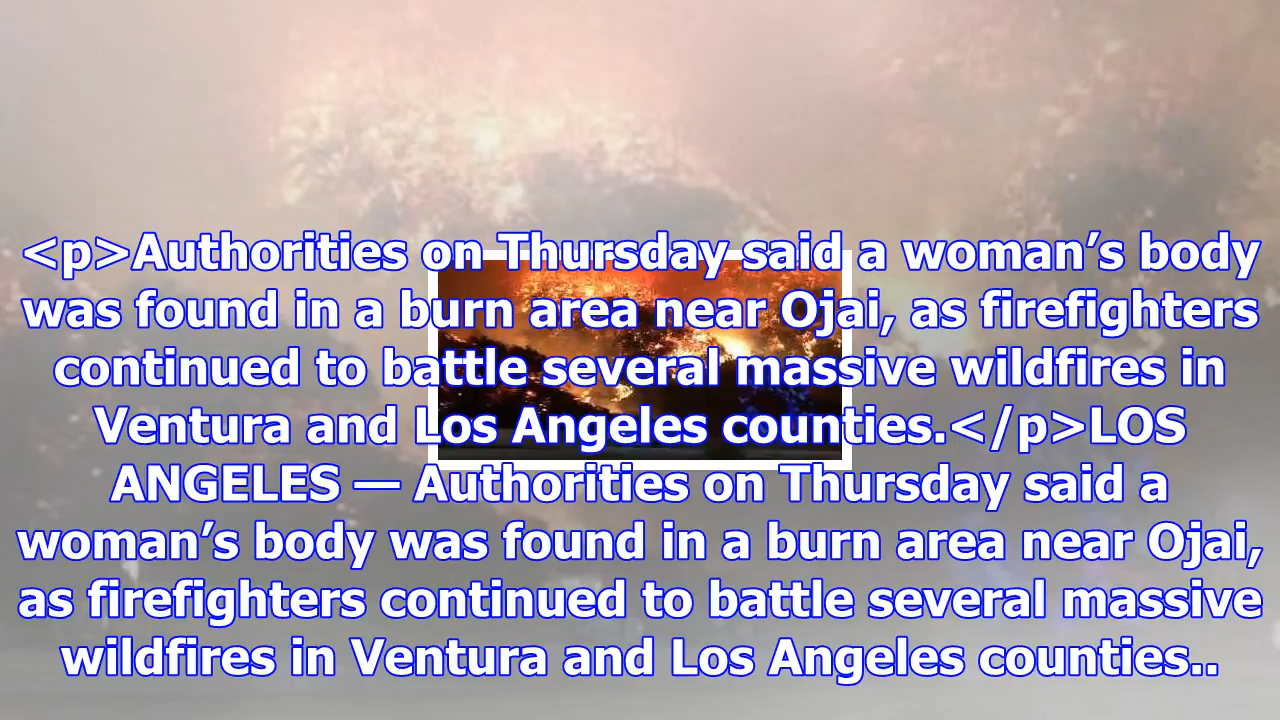 <p>Authorities on Thursday said a woman’s body
was found in a burn area near Ojai, as firefighters
continued to battle several massive wildfires in
Ventura and Los Angeles counties.</p>LOS
ANGELES — Authorities on Thursday said a
woman’s body was found in a burn area near Ojai,
as firefighters continued to battle several massive
wildfires in Ventura and Los Angeles counties..